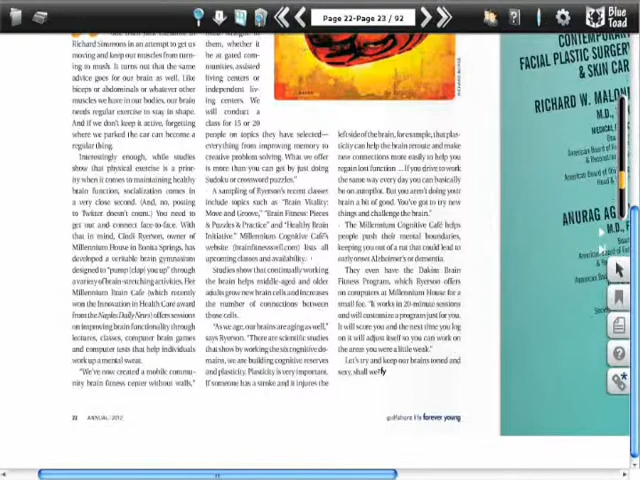 Page 22-Page 23 / 92
Blue
Toad
Richard Simmons in an attempt to get us
moving and keep our muscles from turn-
ing to mush. It turns out that the same
advice goes for our brain as well. Like
biceps or abdominals or whatever other
muscles we have in our bodies, our brain
needs regular exercise to stay in shape.
And if we don't keep it active, forgetting
where we parked the car can become a
regular thing.
Interestingly enough, while studies
show that physical exercise is a prior-
ity when it comes to maintaining healthy
brain function, socialization comes in
a very close second. (And, no, posting
to Twitter doesn't count.) You need to
get out and connect face-to-face. With
that in mind, Cindi Ryerson, owner of
Millennium House in Bonita Springs, has
developed a veritable brain gymnasium
designed to "pump (clap) you up" through
a variety of brain-stretching activities. Her
Millennium Brain Cafe (which recently
won the Innovation in Health Care award
from the Naples Daily News) offers sessions
on improving brain functionality through
lectures, classes, computer brain games
and computer tests that help individuals
work up a mental sweat.
"We've now created a mobile commu-
nity brain fitness center without walls,"
them, whether it
be at gated com-
munities, assisted
living centers or
independent liv-
ing centers. We
will conduct a
class for 15 or 20
people on topics they have selected—
everything from improving memory to
creative problem solving. What we offer
is more than you can get by just doing
Sudoku or crossword puzzles."
A sampling of Ryerson's recent classes
include topics such as "Brain Vitality:
Move and Groove," "Brain Fitness: Pieces
& Puzzles & Practice" and "Healthy Brain
Initiative." Millennium Cognitive Café's
website (brainfitnessswfl.com) lists all
upcoming classes and availability.
Studies show that continually working
the brain helps middle-aged and older
adults grow new brain cells and increases
the number of connections between
those cells.
"As we age, our brains are aging as well,"
says Ryerson. "There are scientific studies
that show by working the six cognitive do-
mains, we are building cognitive reserves
and plasticity. Plasticity is very important.
If someone has a stroke and it injures the
left side of the brain, for example, that plas-
ticity can help the brain reroute and make
new connections more easily to help you
regain lost function … If you drive to work
the same way every day you can basically
be on autopilot. But you aren't doing your
brain a bit of good. You've got to try new
things and challenge the brain."
The Millennium Cognitive Café helps
people push their mental boundaries,
keeping you out of a rut that could lead to
early onset Alzheimer's or dementia.
They even have the Dakim Brain
Fitness Program, which Ryerson offers
on computers at Millennium House for a
small fee. "It works in 20-minute sessions
and will customize a program just for you.
It will score you and the next time you log
on it will adjust itself so you can work on
the areas you were a little weak."
Let's try and keep our brains toned and
sexy, shall we? fy
22 ANNUAL | 2012
gulfshore life forever young
CONTEMPORARY
FACIAL PLASTIC SURGER
& SKIN CAR
RICHARD W. MALON
M.D.,
MEDICAL
American Board of
& Reconstru
American Board of
Head &
ANURAG AG
M.D., F
American